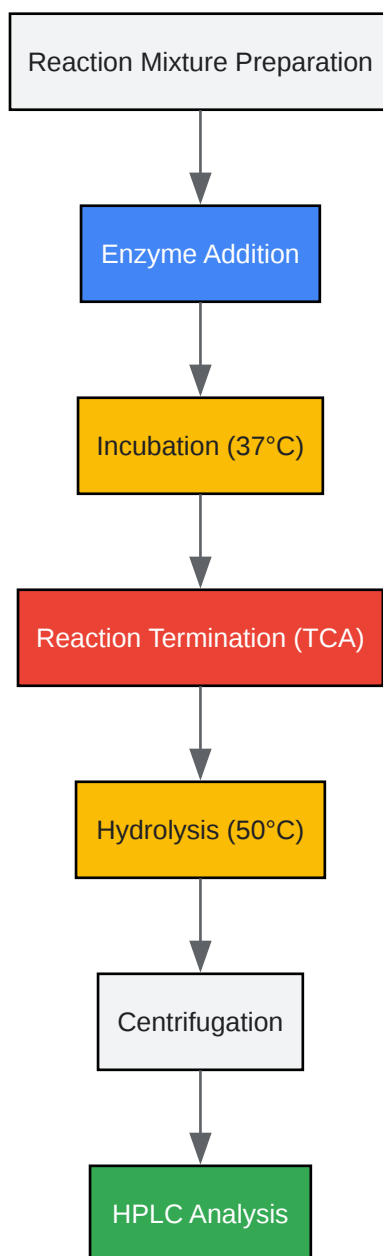 Reaction Mixture Preparation
Enzyme Addition
Incubation (37°C)
Reaction Termination (TCA)
Hydrolysis (50°C)
Centrifugation
HPLC Analysis